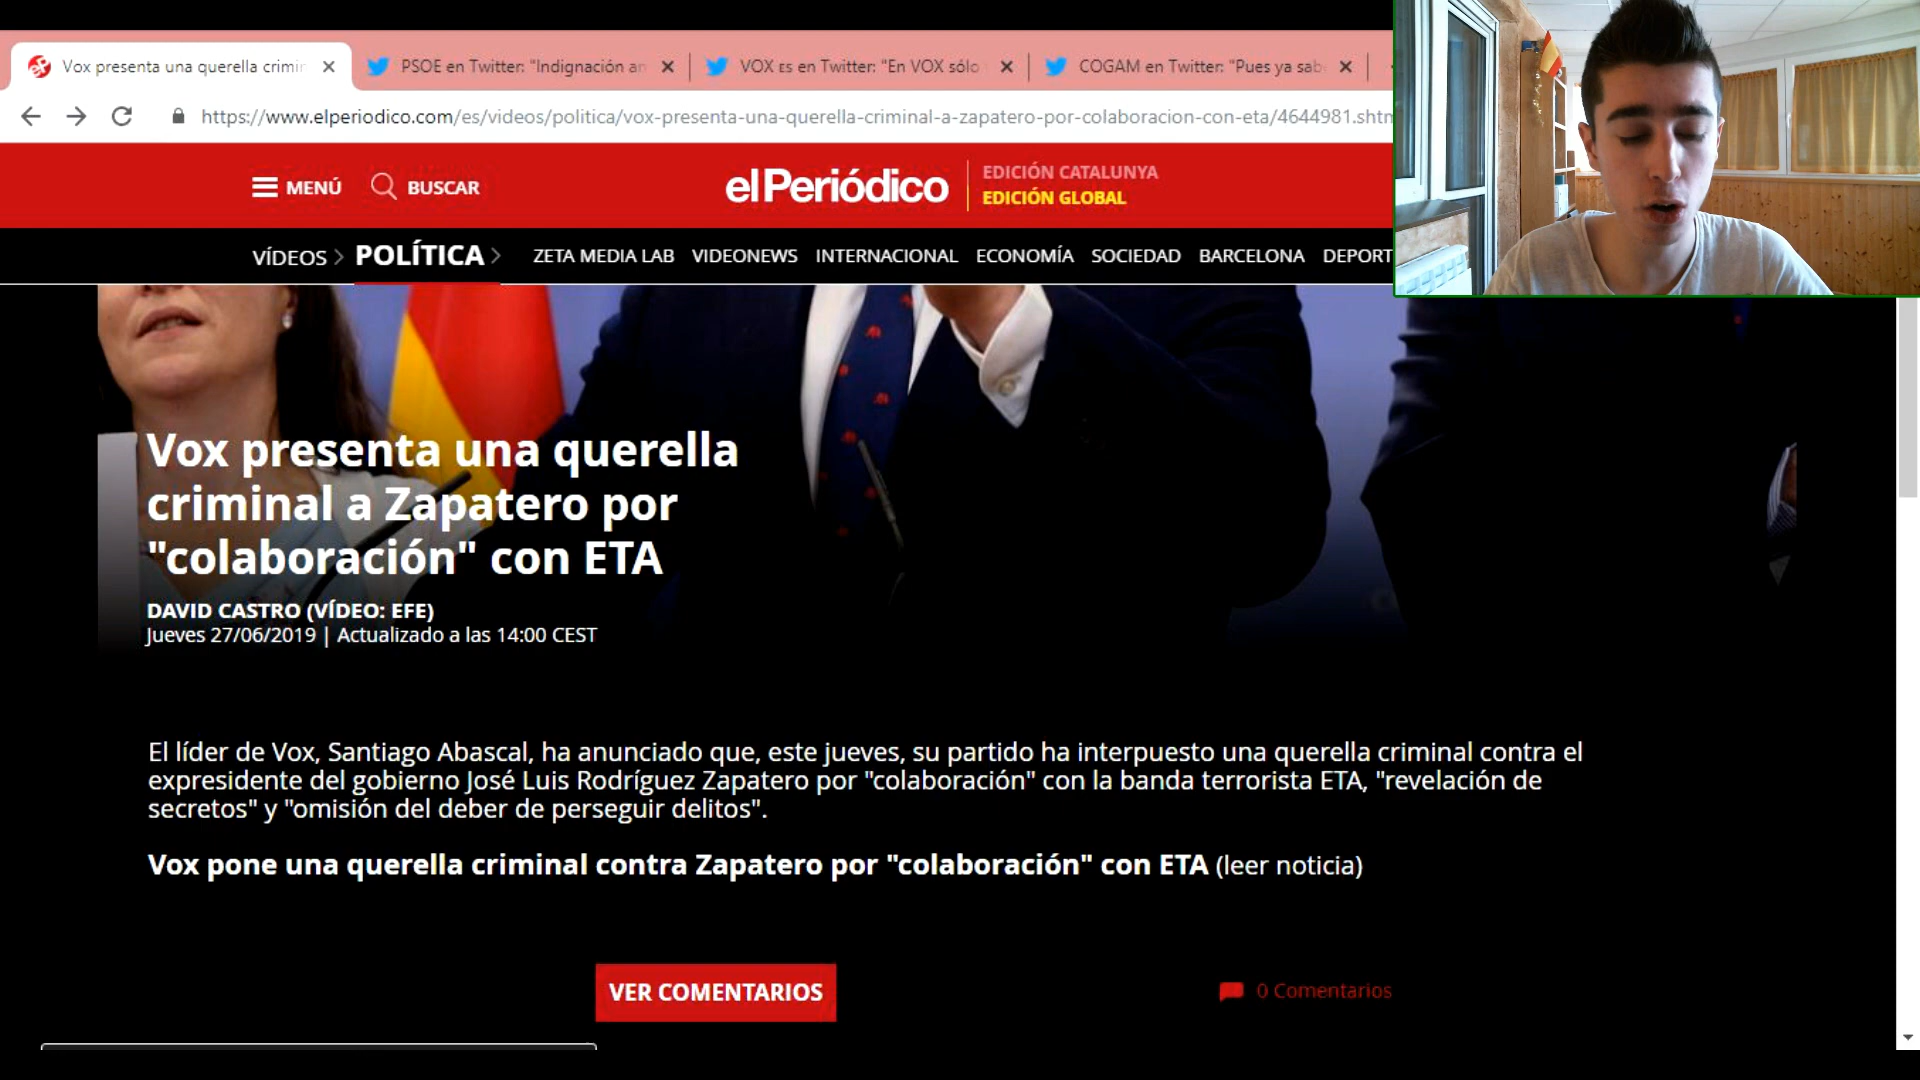 Vox presenta una querella crimin
PSOE en Twitter: "Indignación an
VOX ES en Twitter: "En VOX sólo
COGAM en Twitter: "Pues ya sab
https://www.elperiodico.com/es/videos/politica/vox-presenta-una-querella-criminal-a-zapatero-por-colaboracion-con-eta/4644981.shtm
MENÚ
BUSCAR
elPeriódico
EDICIÓN CATALUNYA
EDICIÓN GLOBAL
VÍDEOS > POLÍTICA > ZETA MEDIA LAB VIDEONEWS INTERNACIONAL ECONOMÍA SOCIEDAD BARCELONA DEPORT
Vox presenta una querella
criminal a Zapatero por
"colaboración" con ETA
DAVID CASTRO (VÍDEO: EFE)
Jueves 27/06/2019 | Actualizado a las 14:00 CEST
El líder de Vox, Santiago Abascal, ha anunciado que, este jueves, su partido ha interpuesto una querella criminal contra el
expresidente del gobierno José Luis Rodríguez Zapatero por "colaboración" con la banda terrorista ETA, "revelación de
secretos" y "omisión del deber de perseguir delitos".
Vox pone una querella criminal contra Zapatero por "colaboración" con ETA (leer noticia)
VER COMENTARIOS
0 Comentarios